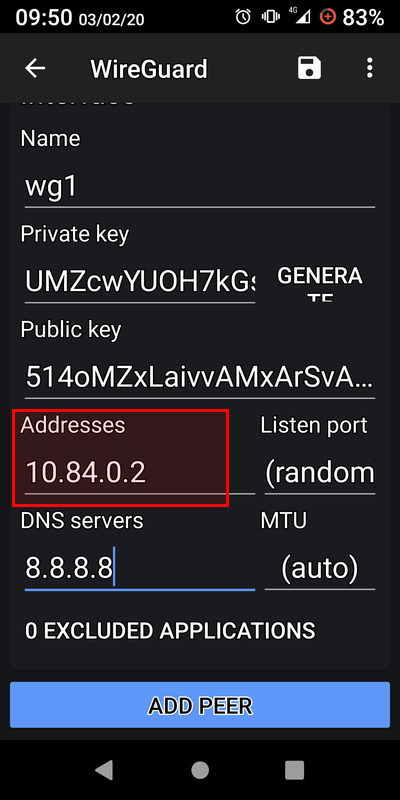 09:50 03/02/20 4G 83%
WireGuard
Interface
Name
wg1
Private key
UMZcwYUOH7kGs GENERA
TE
Public key
514oMZxLaivvAMxArSvA...
Addresses Listen port
10.84.0.2 (random
DNS servers MTU
8.8.8.8 (auto)
0 EXCLUDED APPLICATIONS
ADD PEER